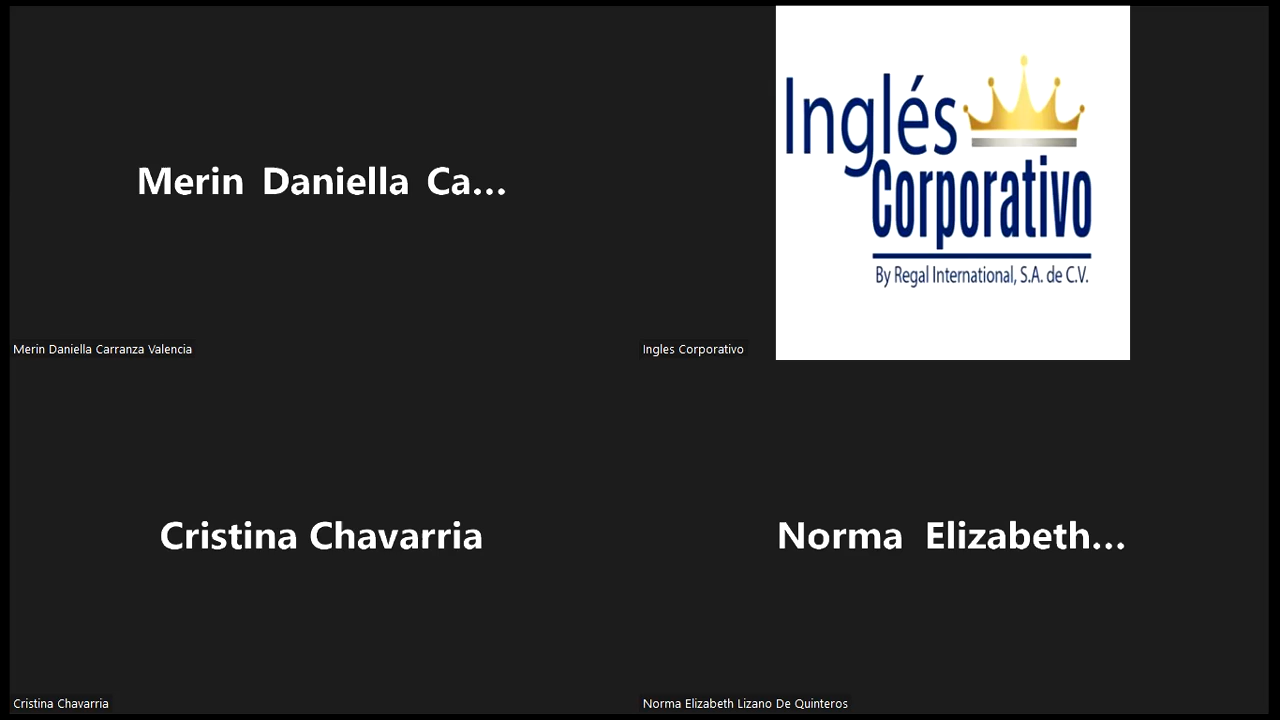 Merin Daniella Ca...
Merin Daniella Carranza Valencia
Inglés
Corporativo
By Regal International, S.A. de C.V.
Ingles Corporativo
Cristina Chavarria
Cristina Chavarria
Norma Elizabeth...
Norma Elizabeth Lizano De Quinteros